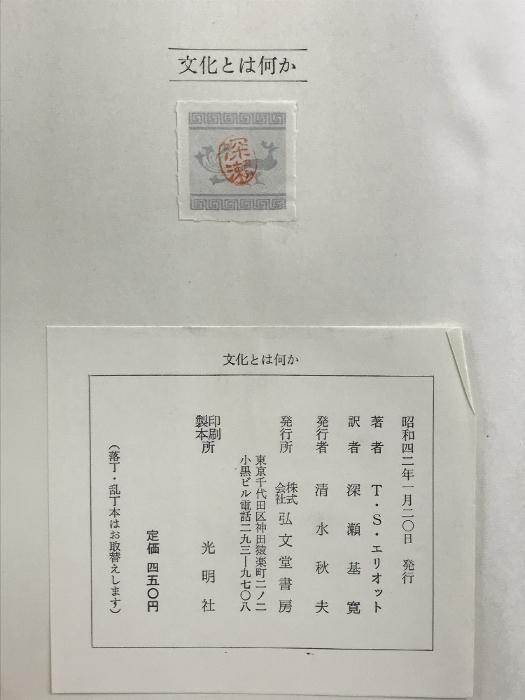 文化とは何か
深瀬
文化とは何か
昭和四二年一月二〇日 発行
著者 T・S・エリオット
訳者 深瀬基寛
発行者 清水秋夫
発行所 株式会社 弘文堂書房
東京千代田区神田猿楽町二ノ二
小黒ビル電話二九三―九七〇八
印刷製本所 光明社
定価 四五〇円
（落丁・乱丁本はお取替えします）